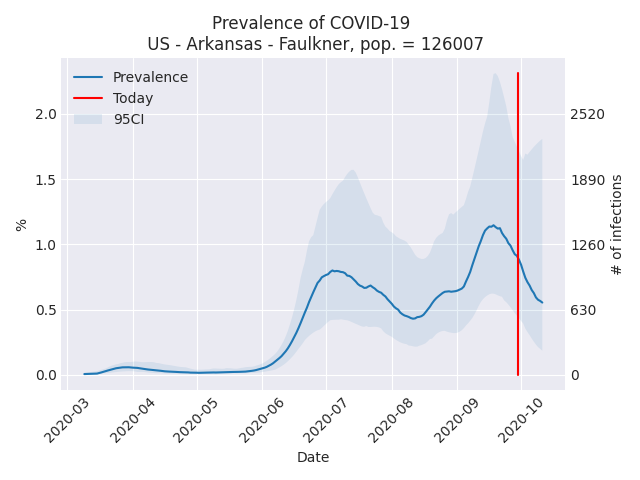 Prevalence of COVID-19
US - Arkansas - Faulkner, pop. = 126007
Prevalence
Today
95CI
2.0
1.5
1.0
0.5
0.0
%
2520
1890
1260
630
0
# of infections
2020-03
2020-04
2020-05
2020-06
2020-07
2020-08
2020-09
2020-10
Date